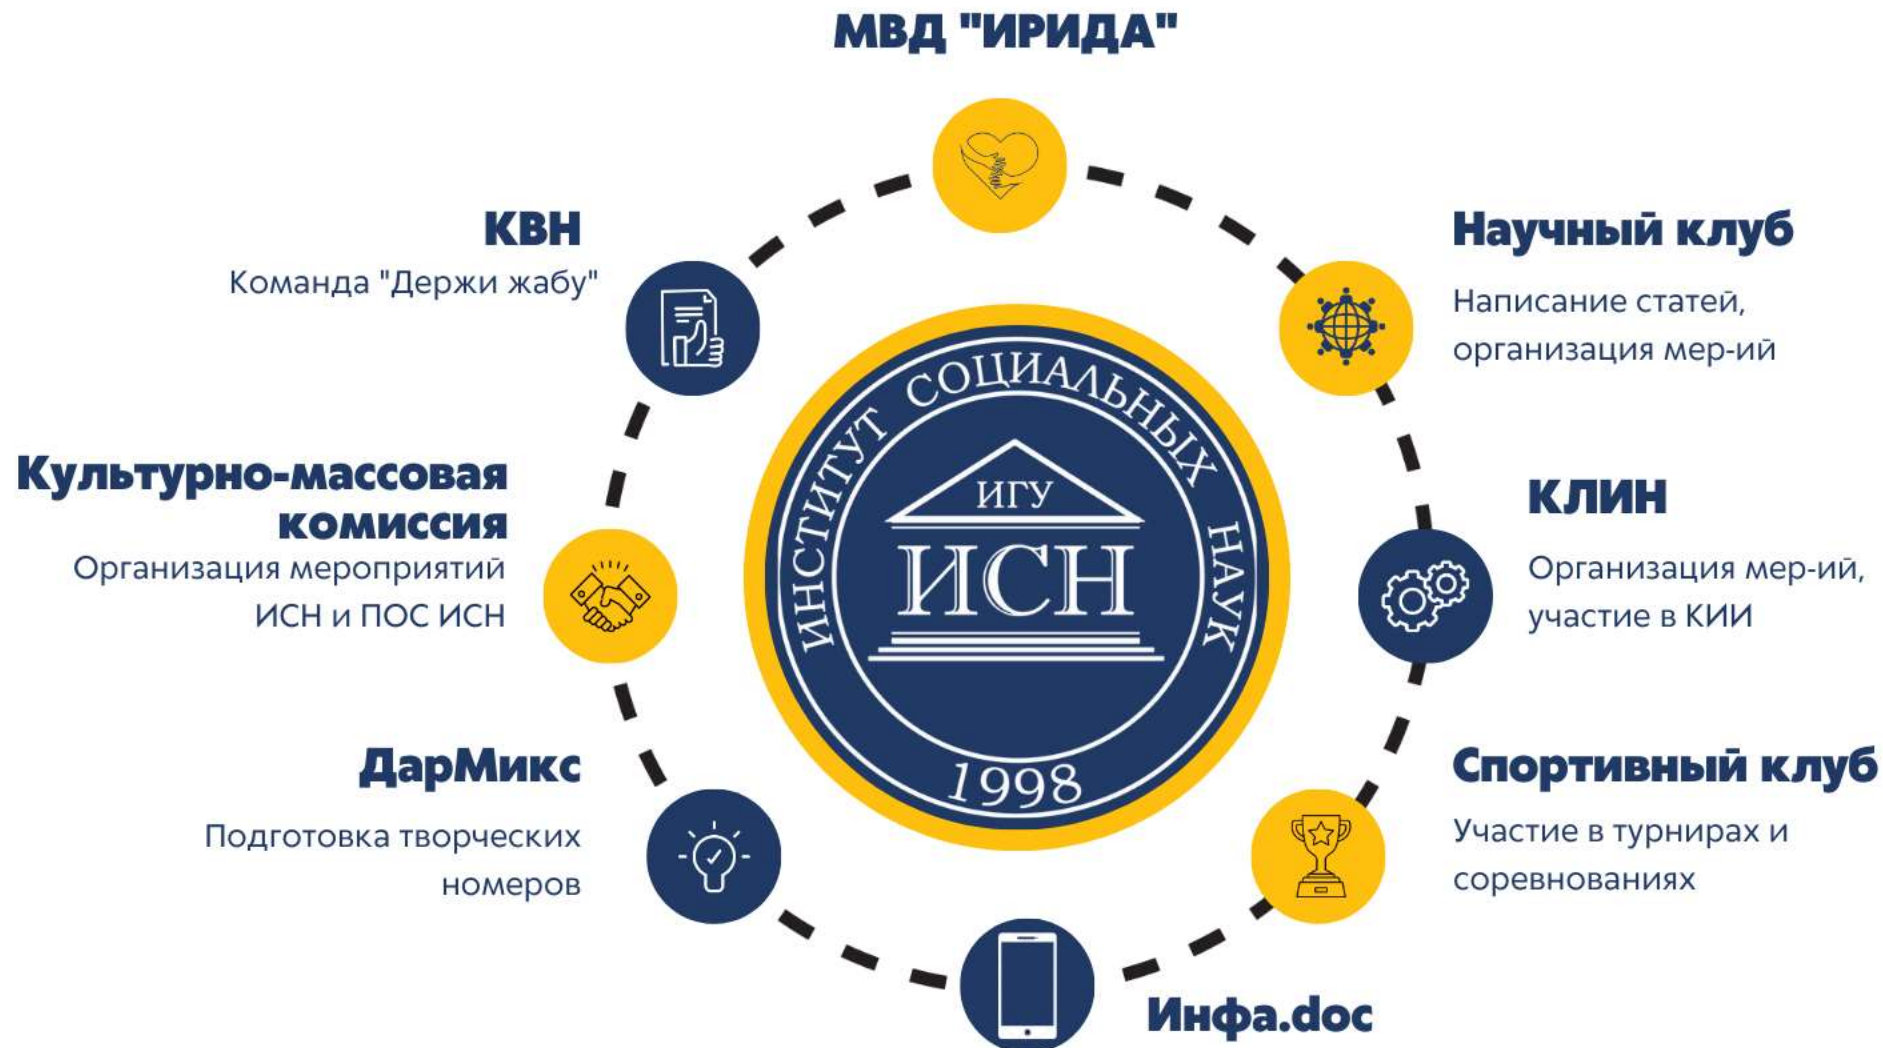 МВД "ИРИДА"
КВН
Команда "Держи жабу"
Научный клуб
Написание статей,
организация мер-ий
Культурно-массовая
комиссия
Организация мероприятий
ИСН и ПОС ИСН
ИНСТИТУТ СОЦИАЛЬНЫХ НАУК
ИГУ
ИСН
1998
КЛИН
Организация мер-ий,
участие в КИИ
ДарМикс
Подготовка творческих
номеров
Спортивный клуб
Участие в турнирах и
соревнованиях
Инфа.doc